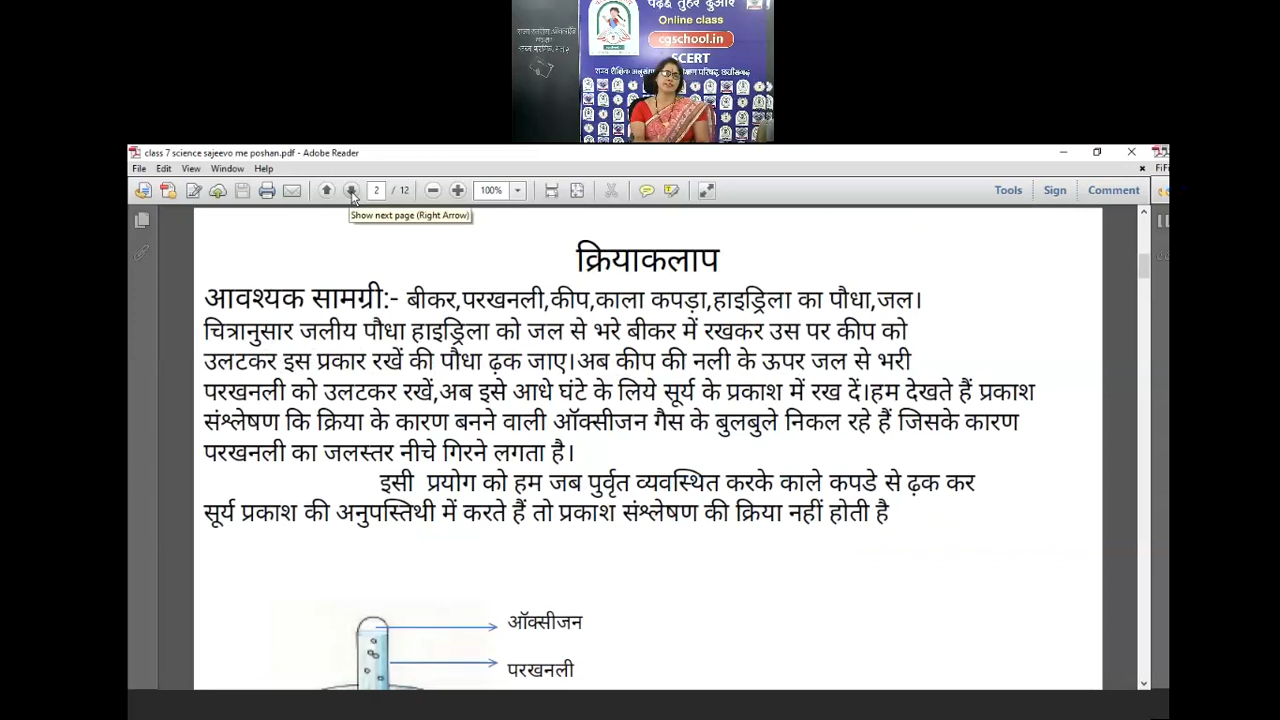 पढ़ई तुंहर दुआर
Online class
cgschool.in
SCERT
class 7 science sajeevo me poshan.pdf - Adobe Reader
File Edit View Window Help
2 / 12 100% Tools Sign Comment
Show next page (Right Arrow)
क्रियाकलाप
आवश्यक सामग्री:- बीकर,परखनली,कीप,काला कपड़ा,हाइड्रिला का पौधा,जल।
चित्रानुसार जलीय पौधा हाइड्रिला को जल से भरे बीकर में रखकर उस पर कीप को
उलटकर इस प्रकार रखें की पौधा ढ़क जाए।अब कीप की नली के ऊपर जल से भरी
परखनली को उलटकर रखें,अब इसे आधे घंटे के लिये सूर्य के प्रकाश में रख दें।हम देखते हैं प्रकाश
संश्लेषण कि क्रिया के कारण बनने वाली ऑक्सीजन गैस के बुलबुले निकल रहे हैं जिसके कारण
परखनली का जलस्तर नीचे गिरने लगता है।
इसी प्रयोग को हम जब पुर्वृत व्यवस्थित करके काले कपडे से ढ़क कर
सूर्य प्रकाश की अनुपस्तिथी में करते हैं तो प्रकाश संश्लेषण की क्रिया नहीं होती है
ऑक्सीजन
परखनली